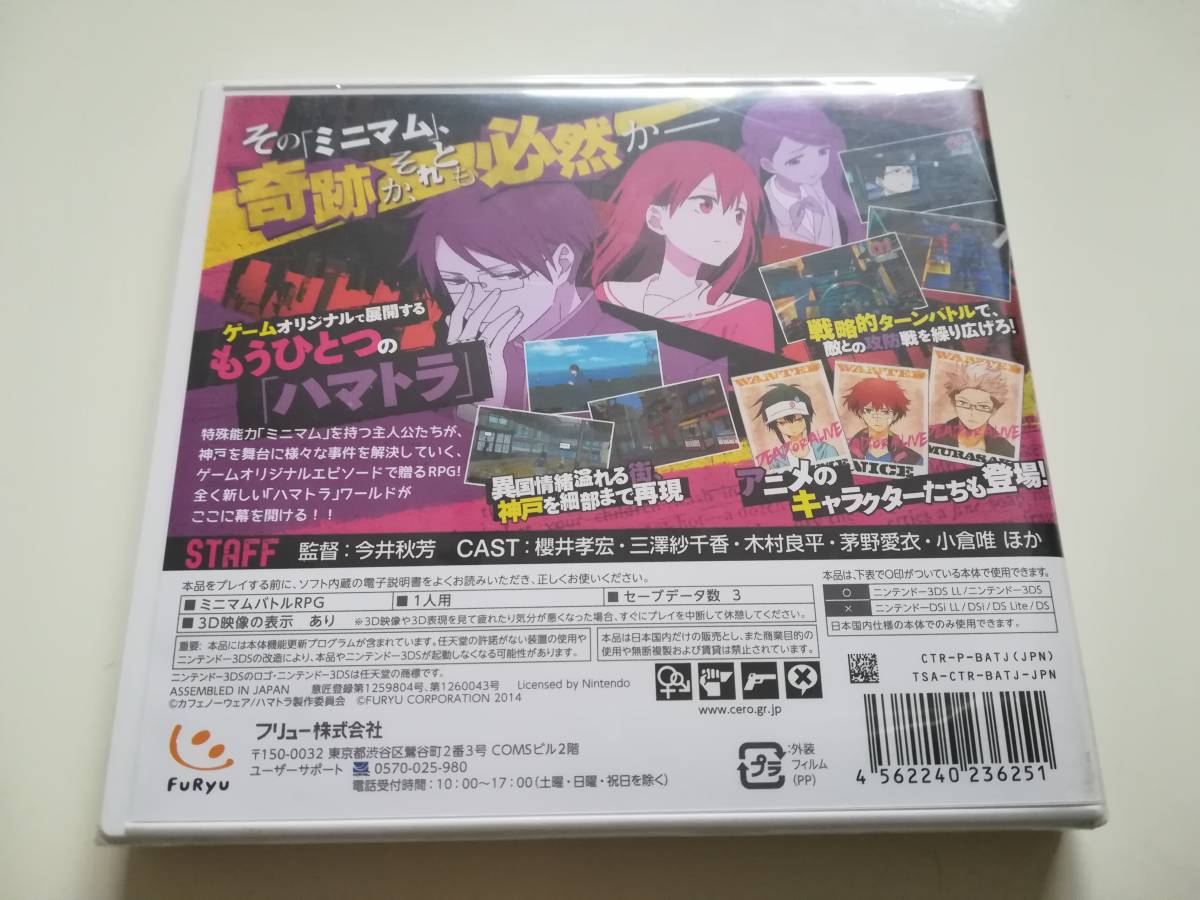 その「ミニマム」、
奇跡か、それとも必然か―
ゲームオリジナルで展開する
もうひとつの
「ハマトラ」
特殊能力「ミニマム」を持つ主人公たちが、
神戸を舞台に様々な事件を解決していく、
ゲームオリジナルエピソードで贈るRPG!
全く新しい「ハマトラ」ワールドが
ここに幕を開ける!!
戦略的ターンバトルで、
敵との攻防戦を繰り広げろ!
WANTED WANTED WANTED
DEAD OR ALIVE DEAD OR ALIVE DEAD OR ALIVE
NICE MURASAKI
異国情緒溢れる街、
神戸を細部まで再現
アニメの
キャラクターたちも登場!
STAFF 監督:今井秋芳 CAST:櫻井孝宏・三澤紗千香・木村良平・茅野愛衣・小倉唯 ほか
本品をプレイする前に、ソフト内蔵の電子説明書をよくお読みいただき、正しくお使いください。
■ミニマムバトルRPG ■1人用 ■セーブデータ数 3
■3D映像の表示 あり ※3D映像や3D表現を見て疲れたり気分が悪くなった場合、すぐにプレイを中断して休憩してください。
重要: 本品には本体機能更新プログラムが含まれています。任天堂の許諾がない装置の使用や
ニンテンドー3DSの改造により、本品やニンテンドー3DSが起動しなくなる可能性があります。
本品は日本国内だけの販売とし、また商業目的の
使用や無断複製および賃貸は禁止されています。
本品は、下表で○印がついている本体で使用できます。
○ ニンテンドー3DS LL/ニンテンドー3DS
× ニンテンドーDSi LL/DSi/DS Lite/DS
日本国内仕様の本体でのみ使用できます。
ニンテンドー3DSのロゴ・ニンテンドー3DSは任天堂の商標です。
ASSEMBLED IN JAPAN 意匠登録第1259804号、第1260043号 Licensed by Nintendo
©カフェノーウェア/ハマトラ製作委員会 ©FURYU CORPORATION 2014
www.cero.gr.jp
CTR-P-BATJ(JPN)
TSA-CTR-BATJ-JPN
FuRyu
フリュー株式会社
〒150-0032 東京都渋谷区鶯谷町2番3号 COMSビル2階
ユーザーサポート 0570-025-980
電話受付時間:10:00〜17:00(土曜・日曜・祝日を除く)
プラ
:外装
フィルム
(PP)
4 562240 236251